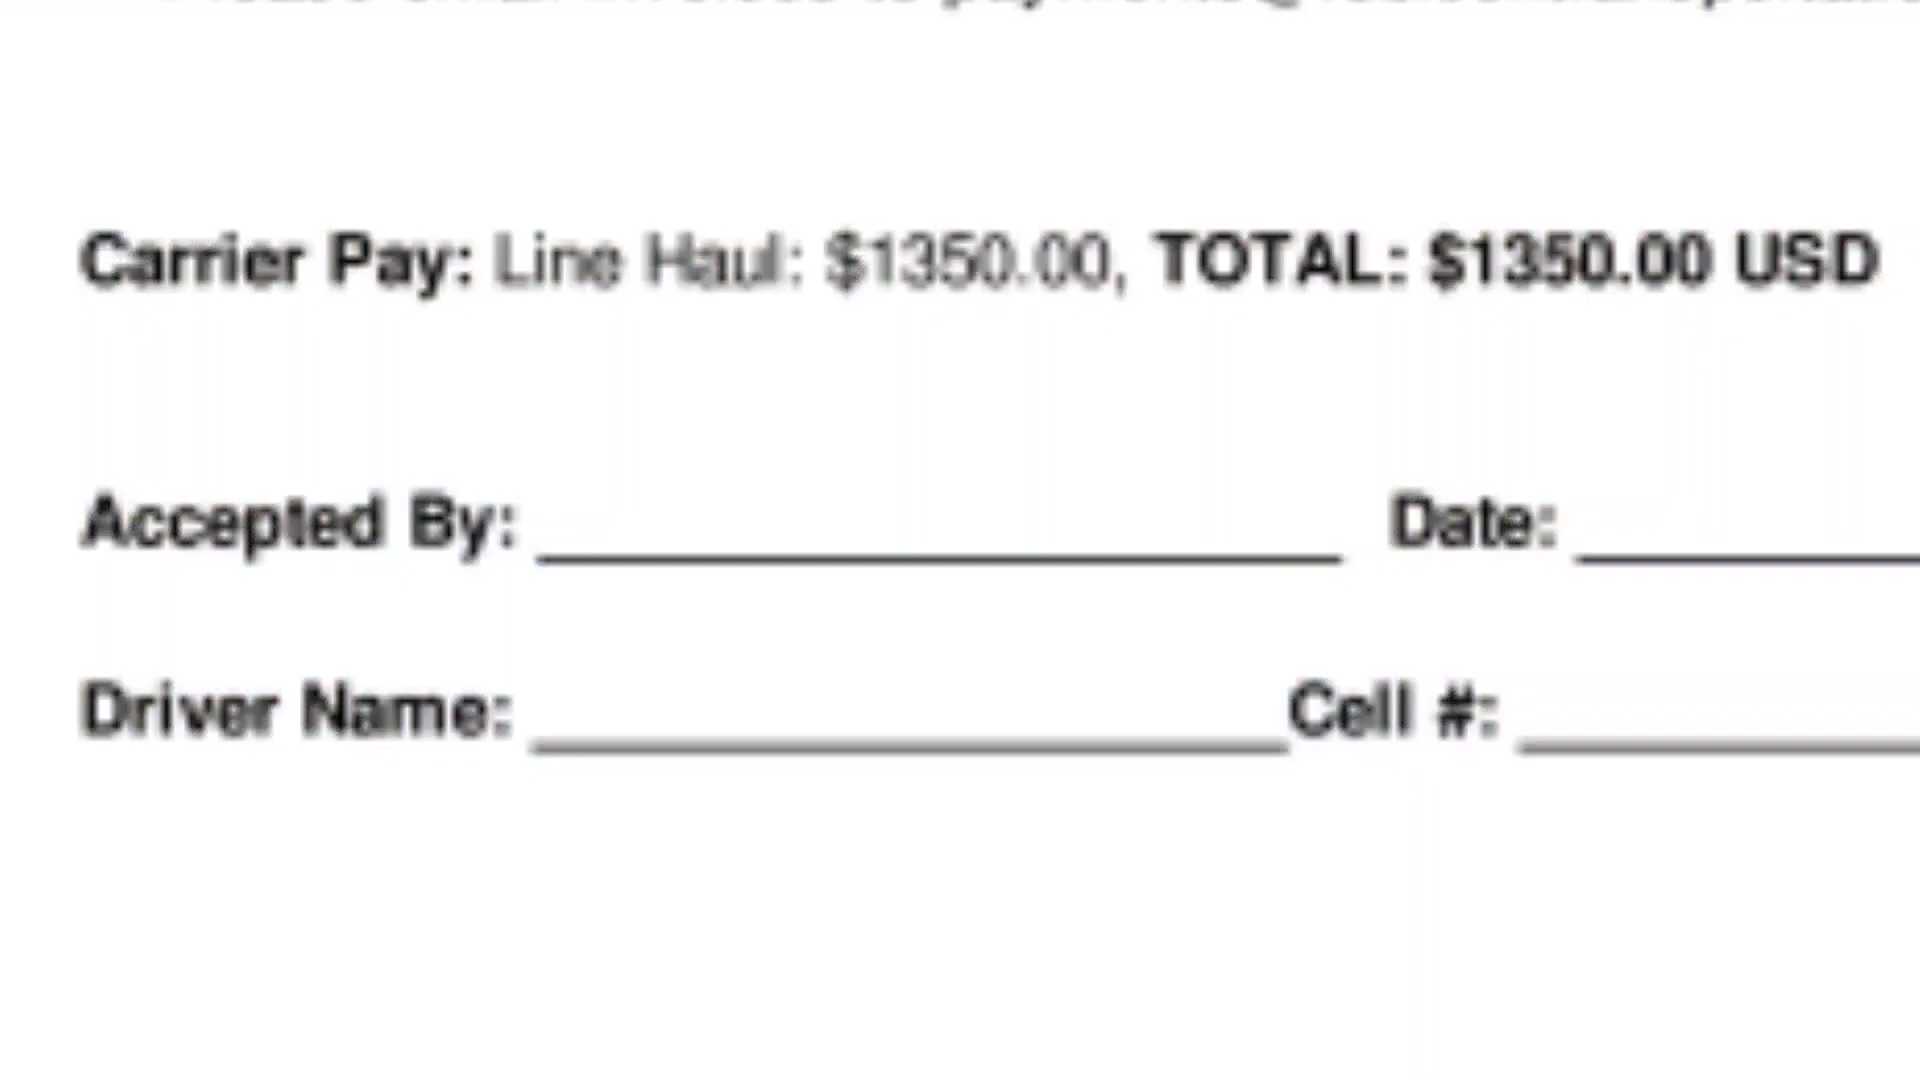 Carrier Pay: Line Haul: $1350.00, TOTAL: $1350.00 USD
Accepted By: Date:
Driver Name: Cell #: